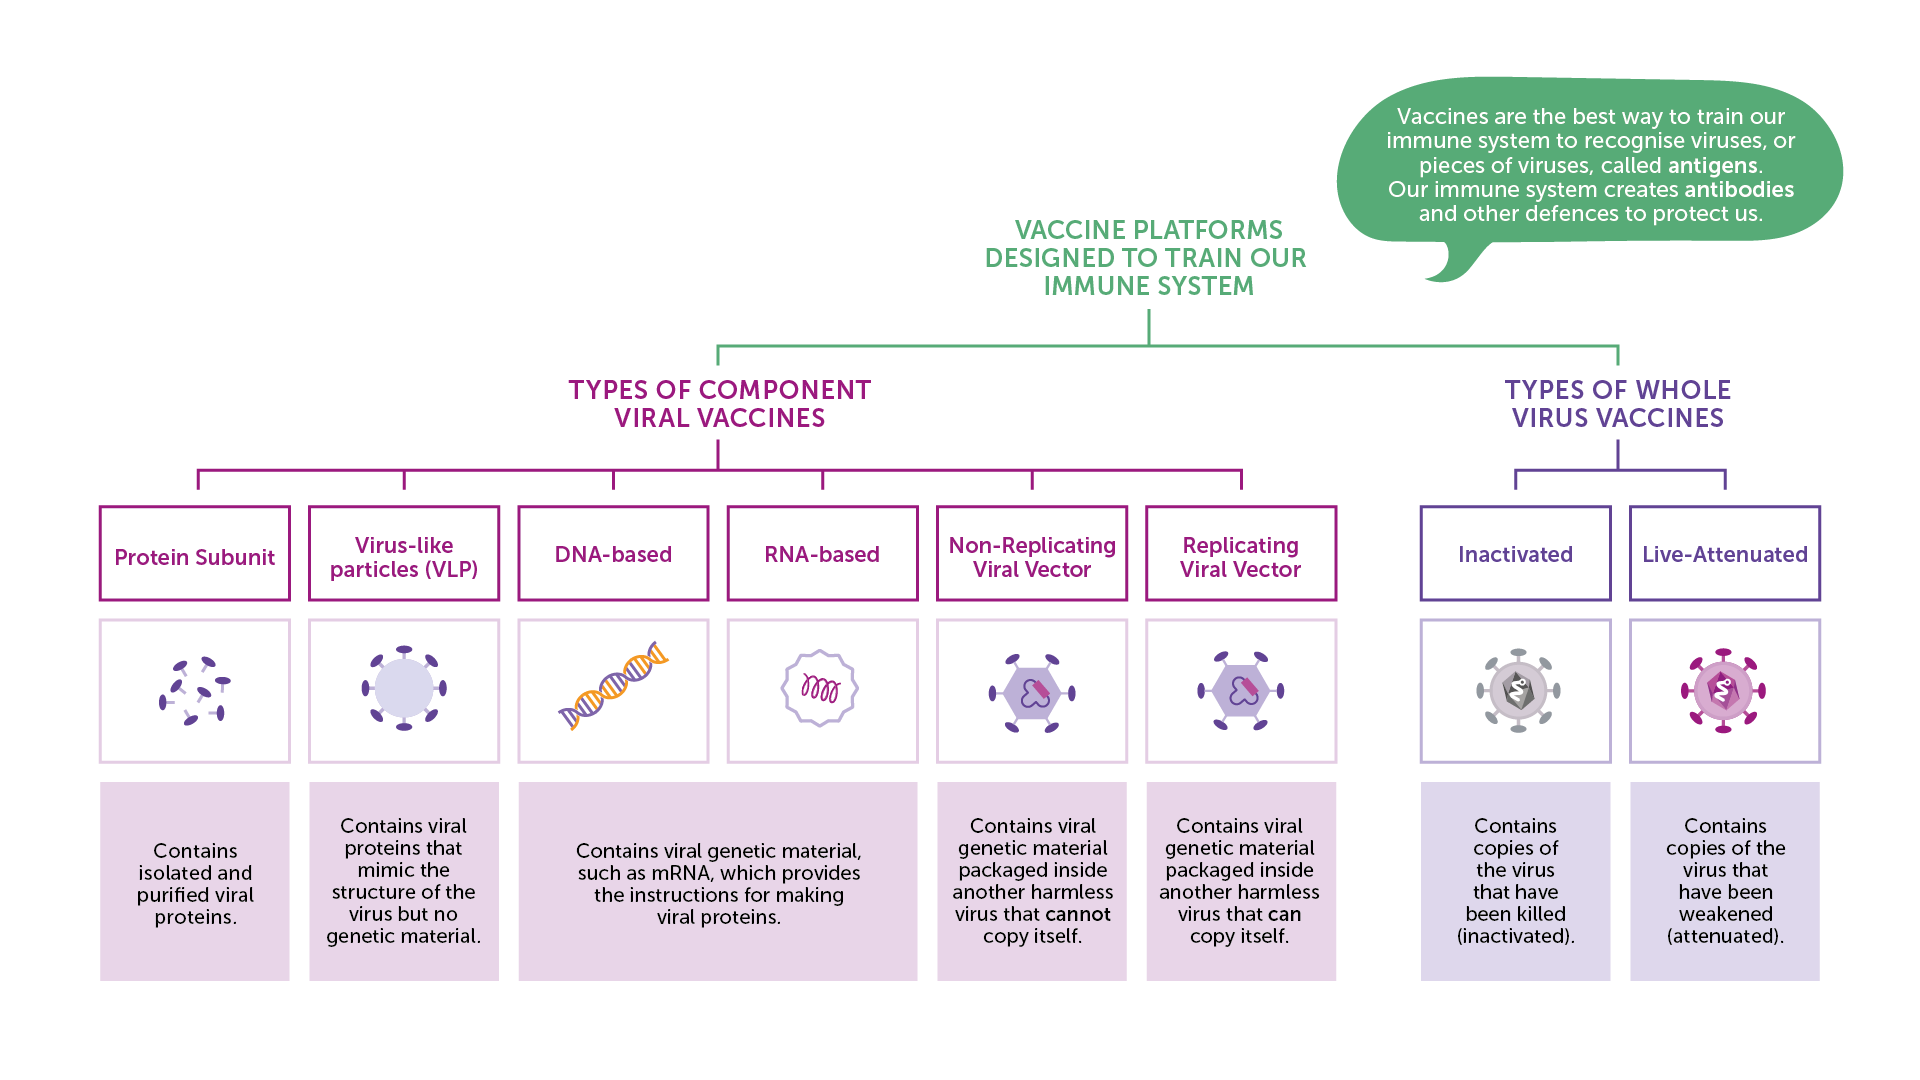 Vaccines are the best way to train our
immune system to recognise viruses, or
pieces of viruses, called antigens.
Our immune system creates antibodies
and other defences to protect us.
VACCINE PLATFORMS
DESIGNED TO TRAIN OUR
IMMUNE SYSTEM
TYPES OF COMPONENT
VIRAL VACCINES
TYPES OF WHOLE
VIRUS VACCINES
Protein Subunit
Virus-like
particles (VLP)
DNA-based
RNA-based
Non-Replicating
Viral Vector
Replicating
Viral Vector
Inactivated
Live-Attenuated
Contains
isolated and
purified viral
proteins.
Contains viral
proteins that
mimic the
structure of the
virus but no
genetic material.
Contains viral genetic material,
such as mRNA, which provides
the instructions for making
viral proteins.
Contains viral
genetic material
packaged inside
another harmless
virus that cannot
copy itself.
Contains viral
genetic material
packaged inside
another harmless
virus that can
copy itself.
Contains
copies of
the virus
that have
been killed
(inactivated).
Contains
copies of the
virus that
have been
weakened
(attenuated).